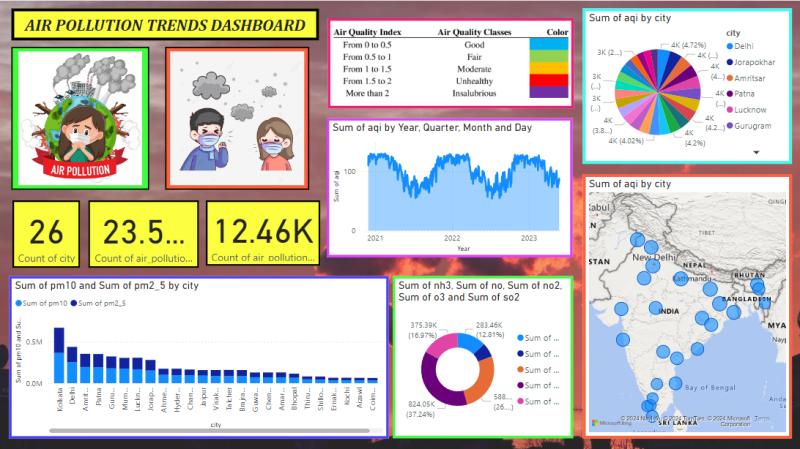 AIR POLLUTION TRENDS DASHBOARD
AIR POLLUTION
26
Count of city
23.5...
Count of air_pollutio...
12.46K
Count of air_pollution...
Air Quality Index Air Quality Classes Color
From 0 to 0.5 Good
From 0.5 to 1 Fair
From 1 to 1.5 Moderate
From 1.5 to 2 Unhealthy
More than 2 Insalubrious
Sum of aqi by Year, Quarter, Month and Day
Sum of aqi
100
0
2021 2022 2023
Year
Sum of aqi by city
3K (2...)
3K
(...)
3K
(...)
4K
(3.8...)
4K (4.02%)
4K (4.72%)
4K (...)
4K
(...)
4K
(...)
4K
(4.2...)
4K
(4.2%)
city
Delhi
Jorapokhar
Amritsar
Patna
Lucknow
Gurugram
Sum of pm10 and Sum of pm2_5 by city
Sum of pm10 Sum of pm2_5
Sum of pm10 and Su...
0.5M
0.0M
Kolkata
Delhi
Amrit...
Patna
Guru...
Mum...
Luckn...
Jorap...
Ahme...
Hyder...
Chan...
Jaipur
Visak...
Talcher
Brajra...
Guwa...
Chen...
Amar...
Bhopal
Thiru...
Shillo...
Ernak...
Kochi
Aizawl
Coim...
city
Sum of nh3, Sum of no, Sum of no2,
Sum of o3 and Sum of so2
375.39K
(16.97%)
283.46K
(12.81%)
588....
(26...)
824.05K
(37.24%)
Sum of ...
Sum of ...
Sum of ...
Sum of ...
Sum of ...
Sum of aqi by city
Kabul
QINGH
TIBET
STAN
New Delhi
NEPAL
Kathmandu
BHUTAN
BANGLADESH
INDIA
MYA
Bay of Bengal
SRI LANKA
Microsoft Bing
© 2024 TomTom, © 2024 Microsoft